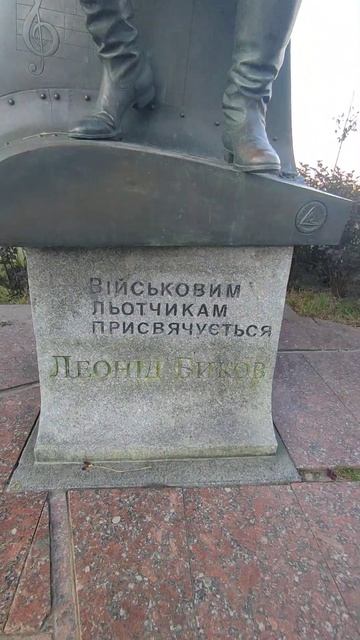 Військовим
льотчикам
присвячується
Леонід Биков